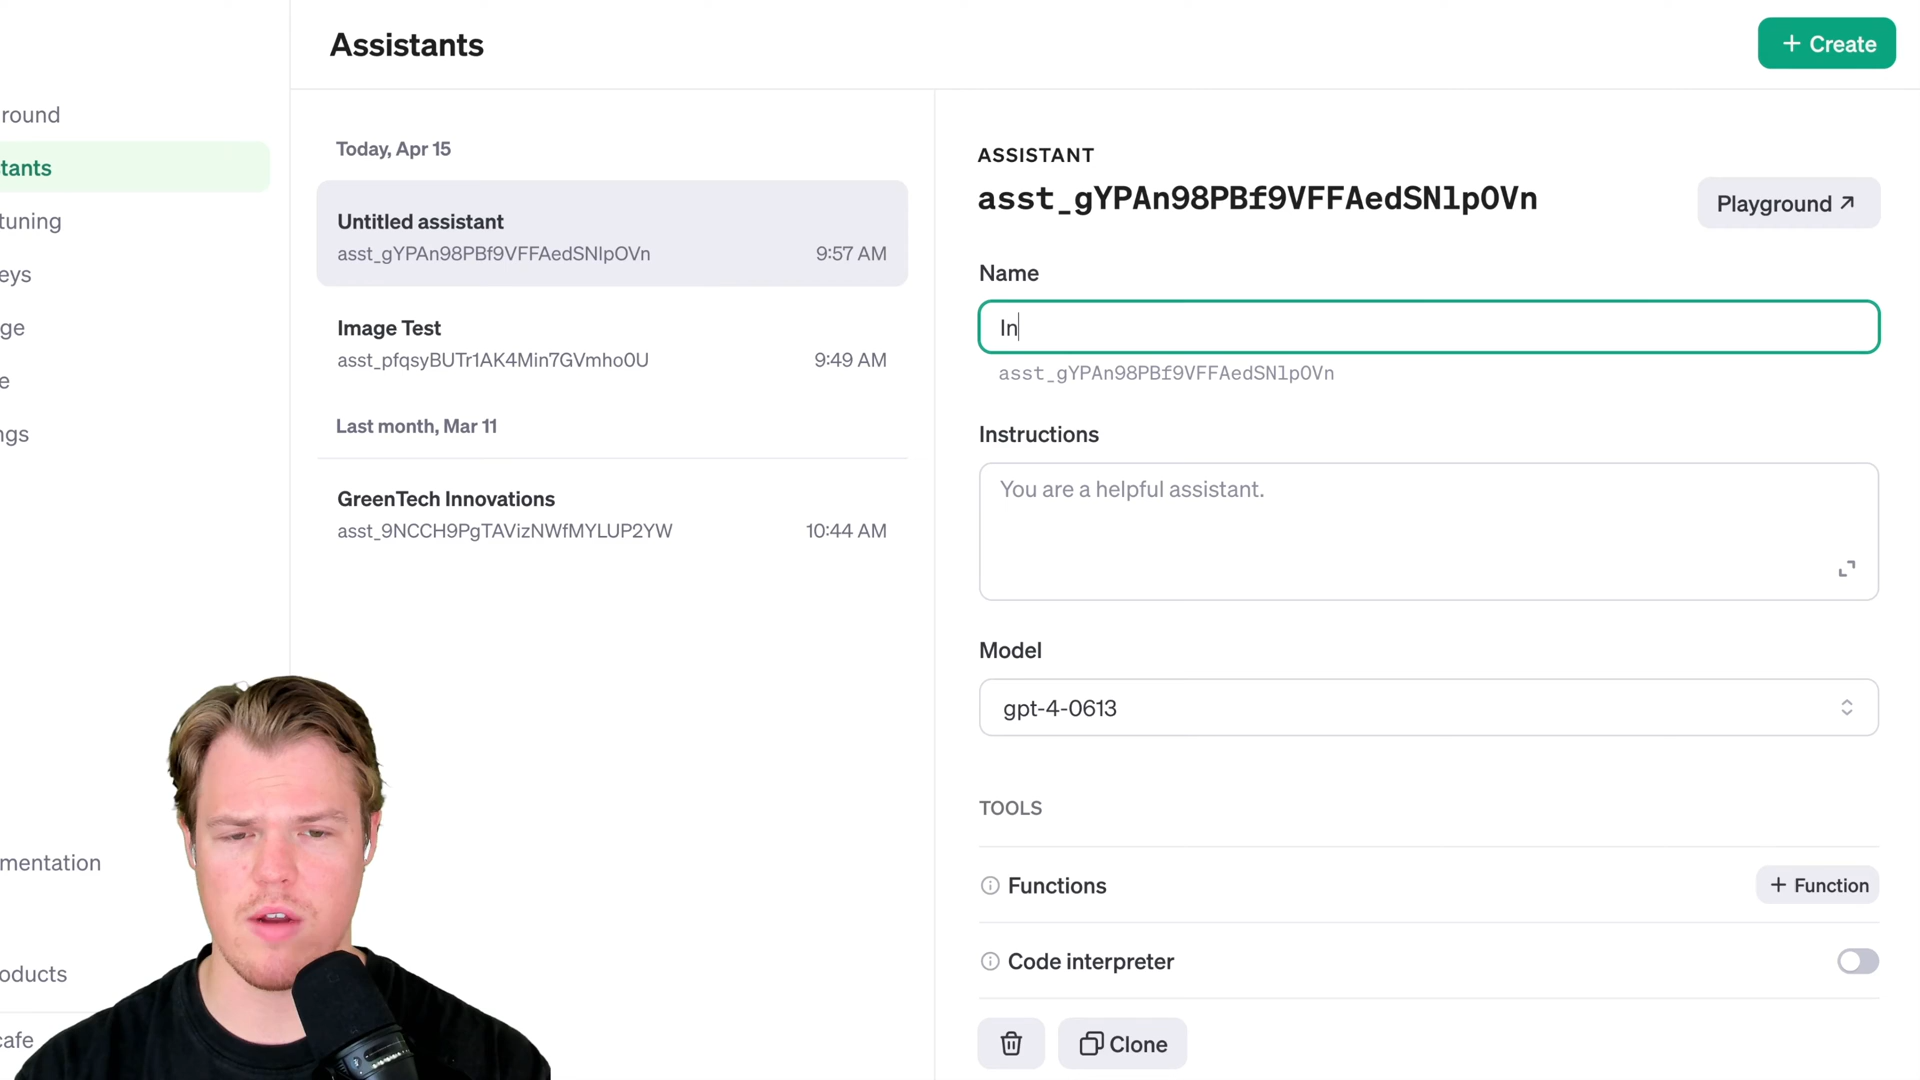 Assistants
+ Create
round
tants
tuning
eys
ge
e
ngs
mentation
oducts
cafe
Today, Apr 15
Untitled assistant
asst_gYPAn98PBf9VFFAedSNlpOVn 9:57 AM
Image Test
asst_pfqsyBUTr1AK4Min7GVmho0U 9:49 AM
Last month, Mar 11
GreenTech Innovations
asst_9NCCH9PgTAVizNWfMYLUP2YW 10:44 AM
ASSISTANT
asst_gYPAn98PBf9VFFAedSNlpOVn
Playground
Name
In
asst_gYPAn98PBf9VFFAedSNlpOVn
Instructions
You are a helpful assistant.
Model
gpt-4-0613
TOOLS
Functions
+ Function
Code interpreter
Clone